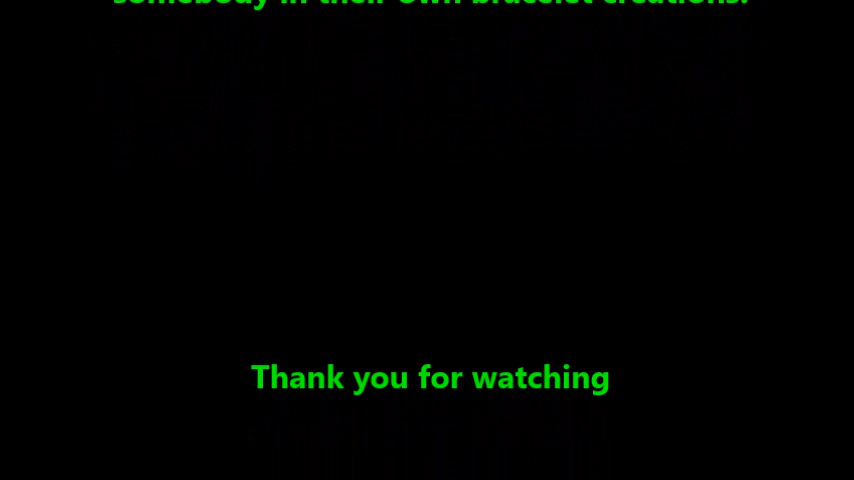 somebody in their own bracelet creations.
Thank you for watching